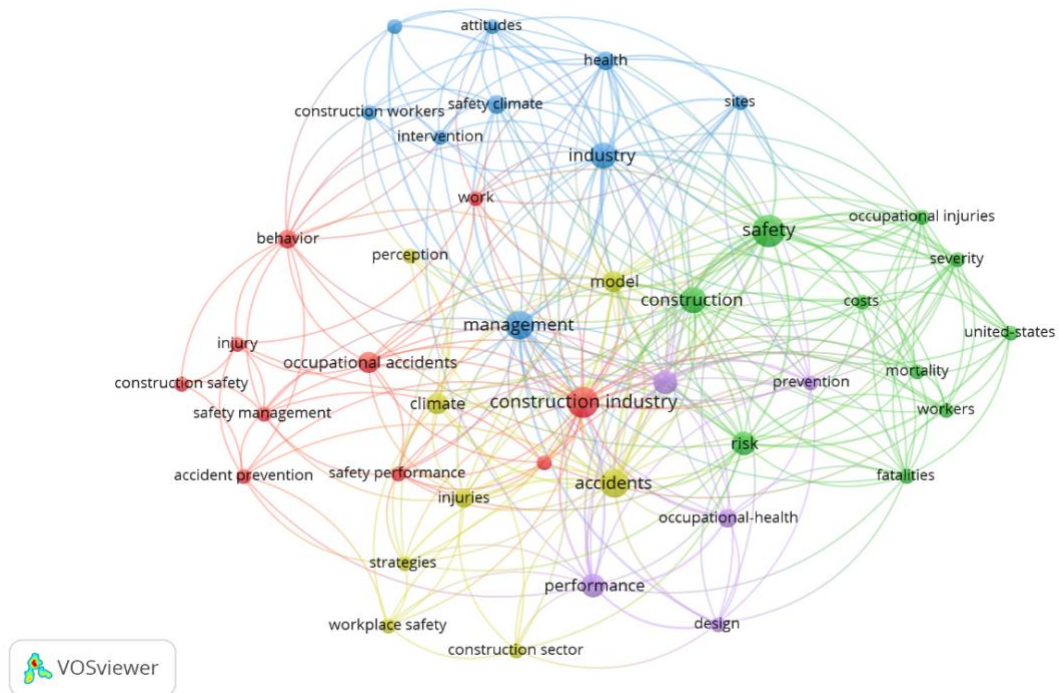 attitudes
health
sites
construction workers
safety climate
intervention
industry
work
occupational injuries
behavior
safety
perception
severity
model
construction
costs
management
united-states
injury
occupational accidents
mortality
construction safety
prevention
construction industry
climate
workers
safety management
risk
accident prevention
safety performance
accidents
fatalities
injuries
occupational-health
strategies
performance
workplace safety
design
construction sector
VOSviewer